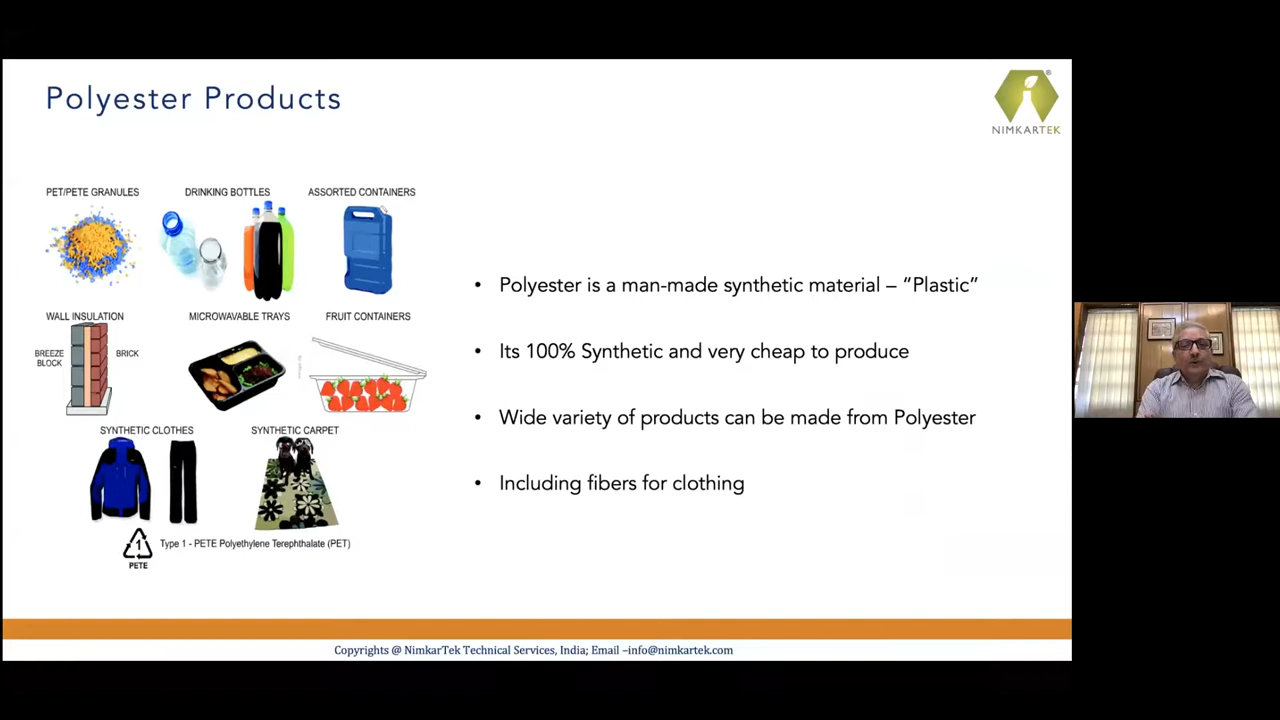 Polyester Products
NIMKARTEK
PET/PETE GRANULES
DRINKING BOTTLES
ASSORTED CONTAINERS
WALL INSULATION
MICROWAVABLE TRAYS
FRUIT CONTAINERS
BREEZE
BLOCK
BRICK
SYNTHETIC CLOTHES
SYNTHETIC CARPET
1
PETE
Type 1 - PETE Polyethylene Terephthalate (PET)
• Polyester is a man-made synthetic material – “Plastic”
• Its 100% Synthetic and very cheap to produce
• Wide variety of products can be made from Polyester
• Including fibers for clothing
Copyrights @ NimkarTek Technical Services, India; Email –info@nimkartek.com